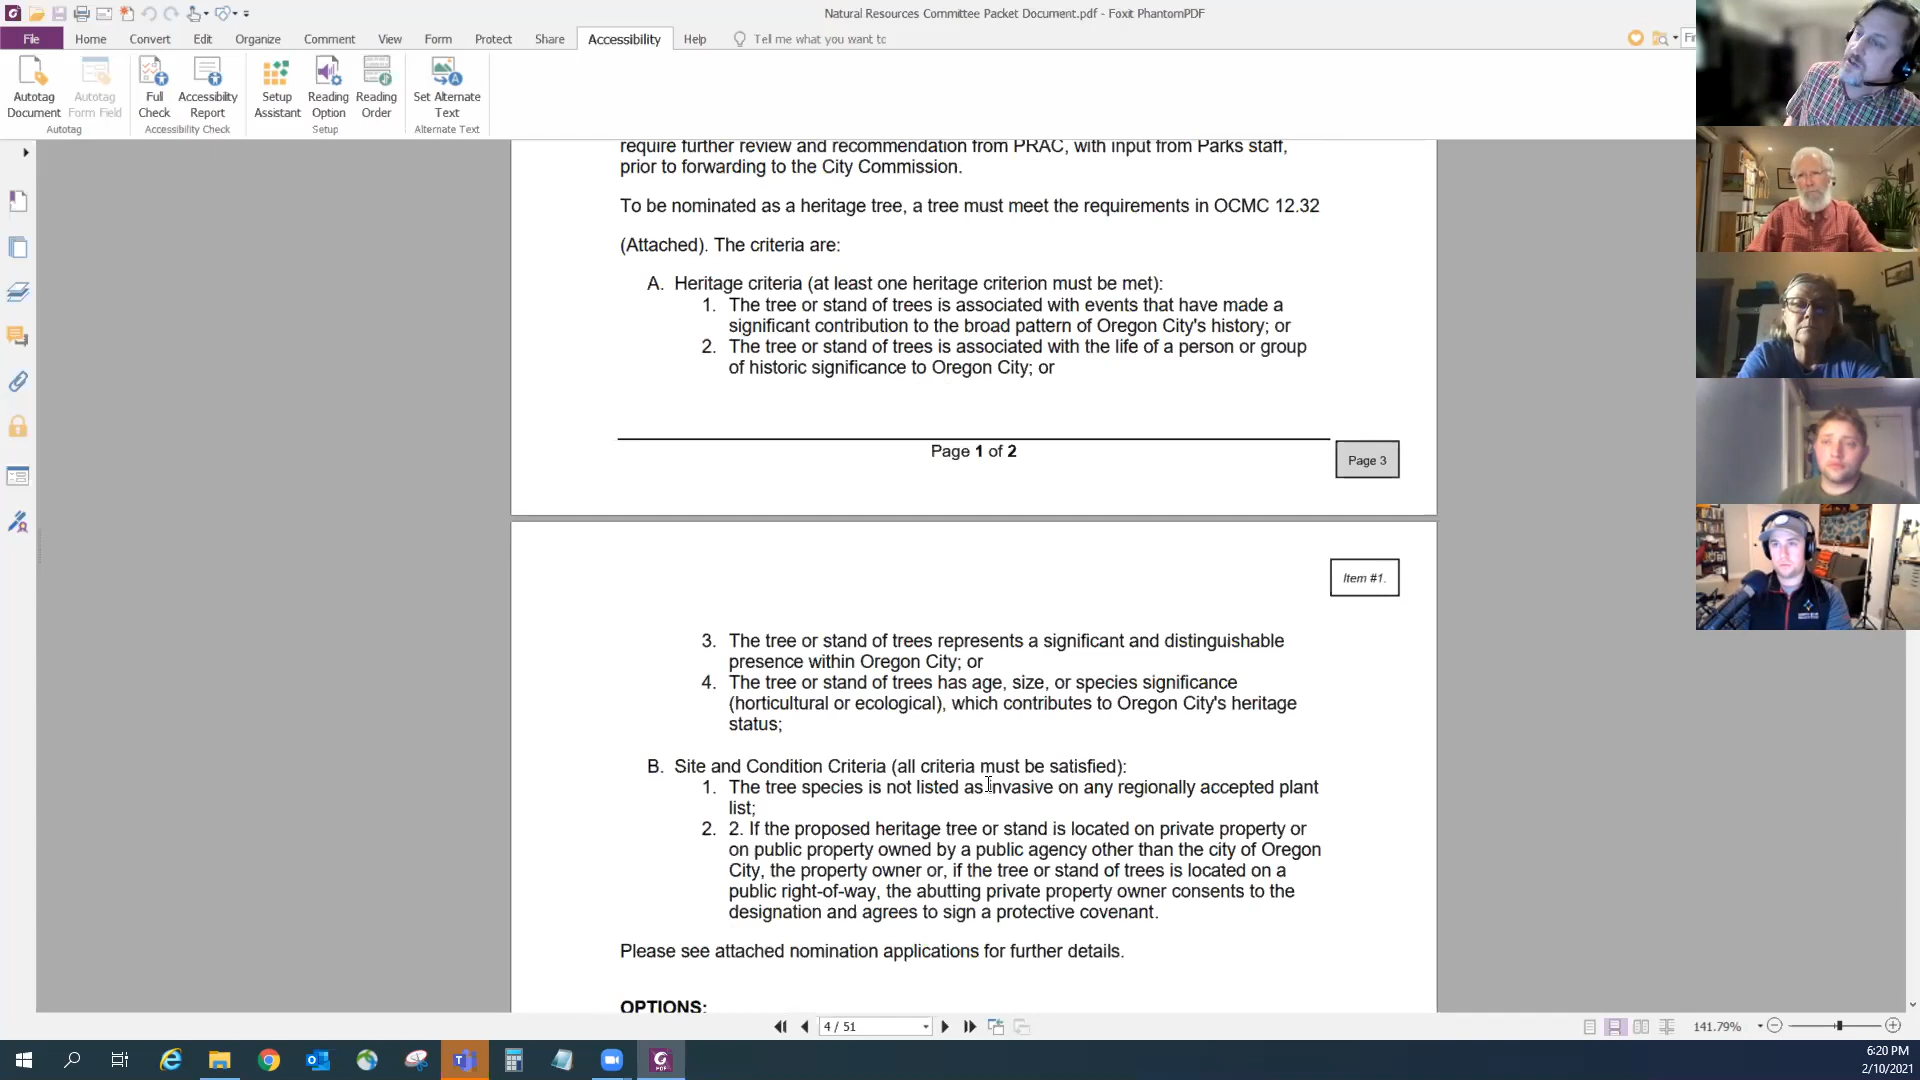 Natural Resources Committee Packet Document.pdf - Foxit PhantomPDF
File Home Convert Edit Organize Comment View Form Protect Share Accessibility Help Tell me what you want to
Autotag Document
Autotag Form Field
Full Check
Accessibility Report
Setup Assistant
Reading Option
Reading Order
Set Alternate Text
Autotag Accessibility Check Setup Alternate Text
require further review and recommendation from PRAC, with input from Parks staff,
prior to forwarding to the City Commission.
To be nominated as a heritage tree, a tree must meet the requirements in OCMC 12.32
(Attached). The criteria are:
A. Heritage criteria (at least one heritage criterion must be met):
1. The tree or stand of trees is associated with events that have made a
significant contribution to the broad pattern of Oregon City's history; or
2. The tree or stand of trees is associated with the life of a person or group
of historic significance to Oregon City; or
Page 1 of 2
Page 3
Item #1.
3. The tree or stand of trees represents a significant and distinguishable
presence within Oregon City; or
4. The tree or stand of trees has age, size, or species significance
(horticultural or ecological), which contributes to Oregon City's heritage
status;
B. Site and Condition Criteria (all criteria must be satisfied):
1. The tree species is not listed as invasive on any regionally accepted plant
list;
2. 2. If the proposed heritage tree or stand is located on private property or
on public property owned by a public agency other than the city of Oregon
City, the property owner or, if the tree or stand of trees is located on a
public right-of-way, the abutting private property owner consents to the
designation and agrees to sign a protective covenant.
Please see attached nomination applications for further details.
OPTIONS:
4 / 51
141.79%
6:20 PM
2/10/2021